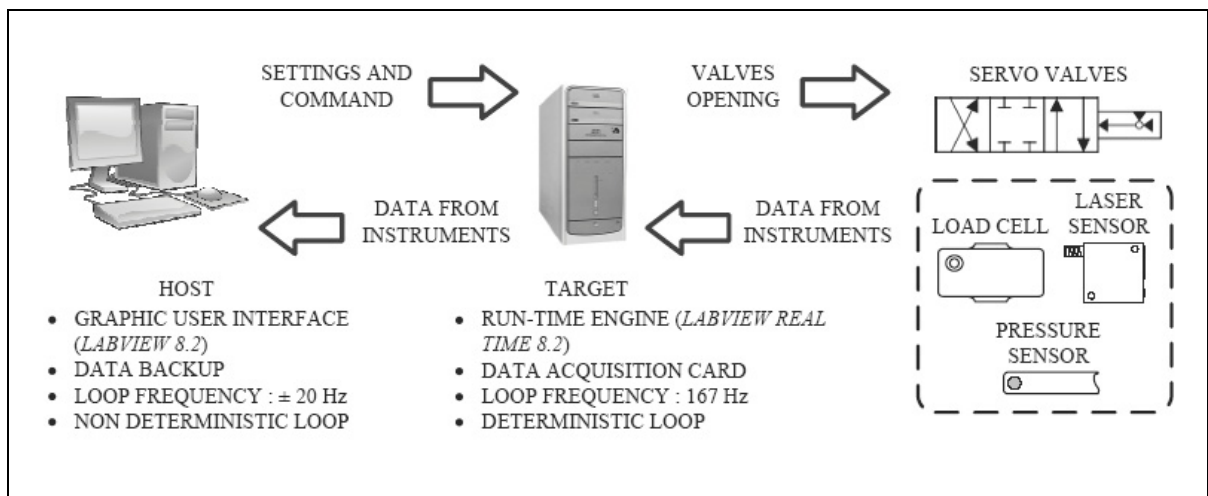 SETTINGS AND
COMMAND
VALVES
OPENING
SERVO VALVES
DATA FROM
INSTRUMENTS
DATA FROM
INSTRUMENTS
LOAD CELL
LASER
SENSOR
PRESSURE
SENSOR
HOST
• GRAPHIC USER INTERFACE
(LABVIEW 8.2)
• DATA BACKUP
• LOOP FREQUENCY : ± 20 Hz
• NON DETERMINISTIC LOOP
TARGET
• RUN-TIME ENGINE (LABVIEW REAL
TIME 8.2)
• DATA ACQUISITION CARD
• LOOP FREQUENCY : 167 Hz
• DETERMINISTIC LOOP